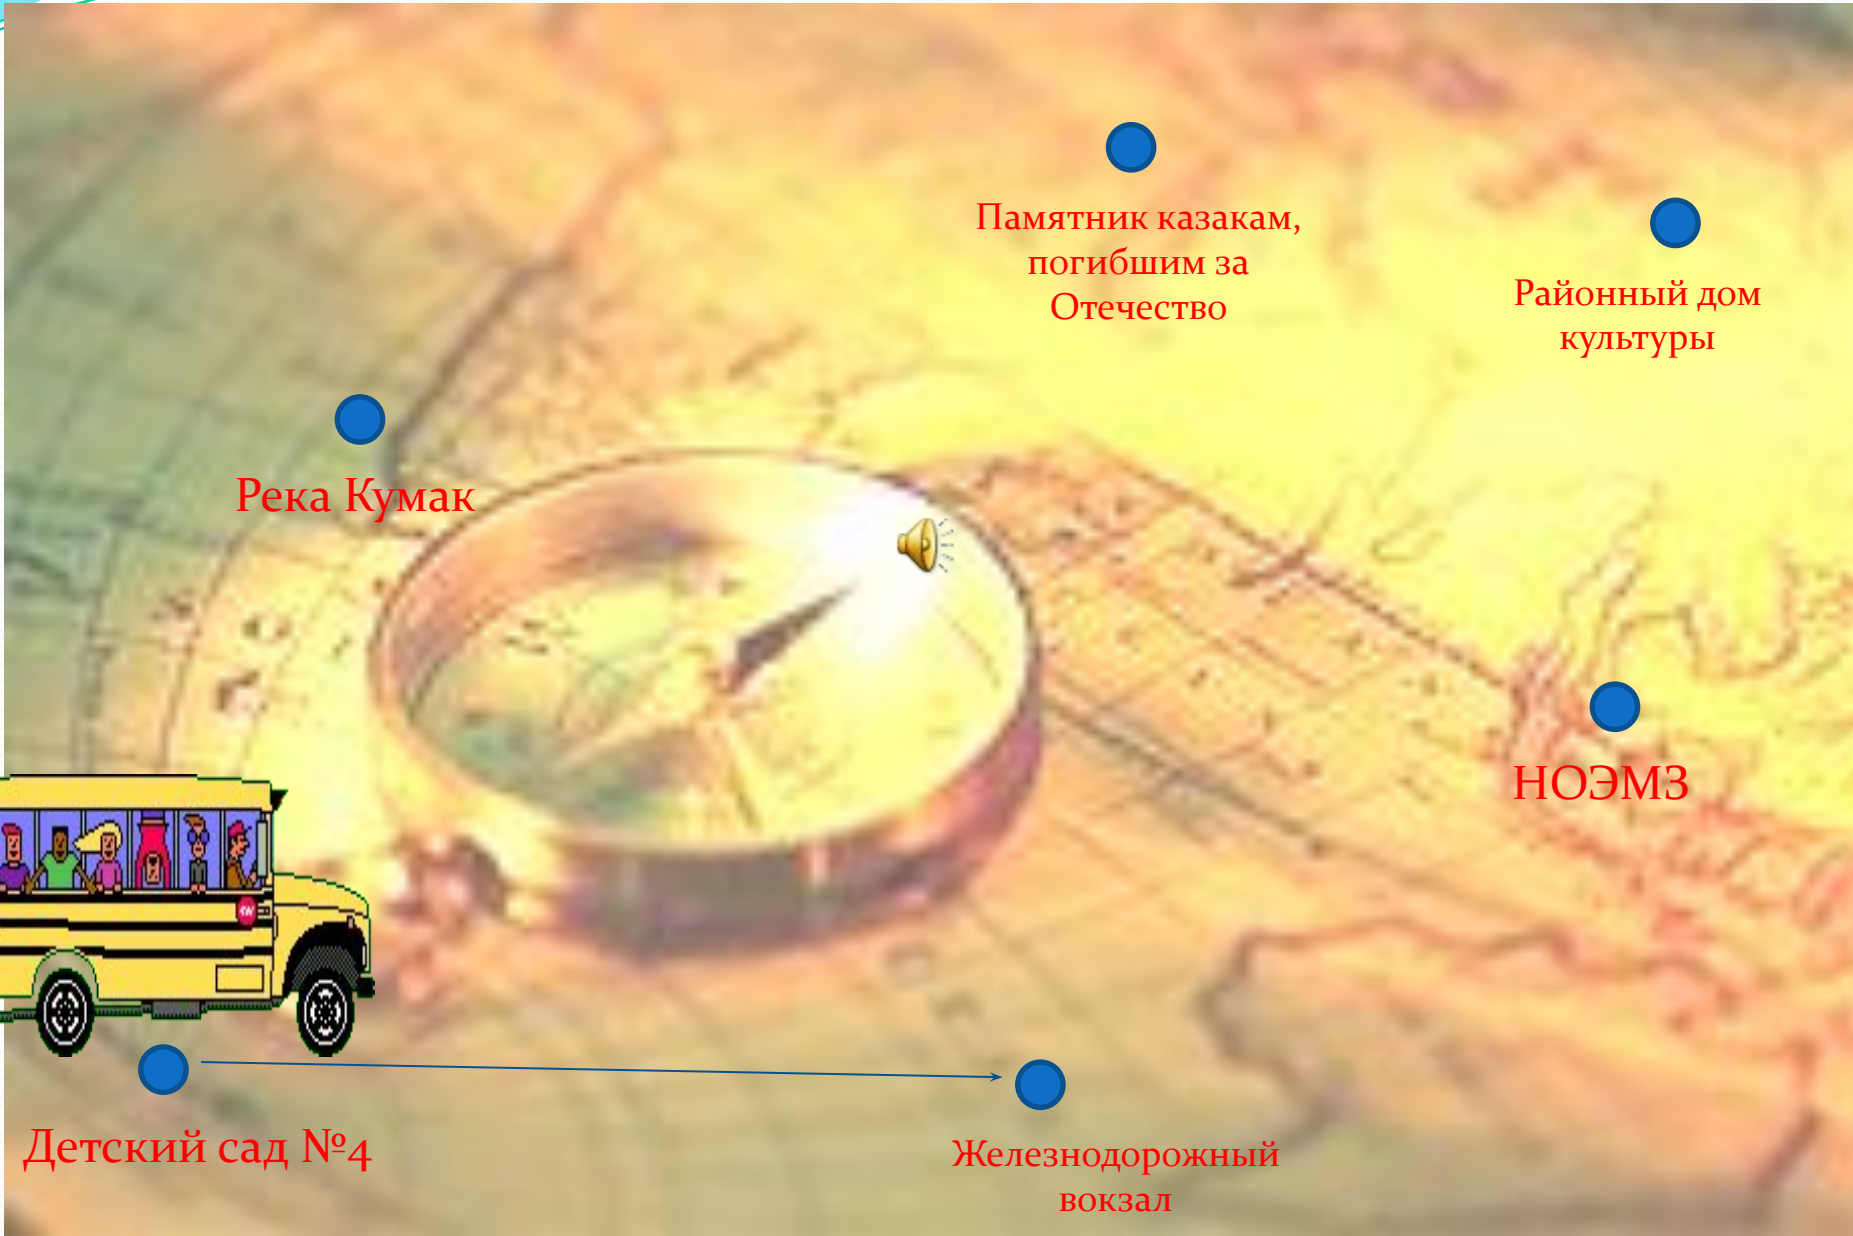 Памятник казакам,
погибшим за
Отечество
Районный дом
культуры
Река Кумак
НОЭМЗ
Детский сад №4
Железнодорожный
вокзал